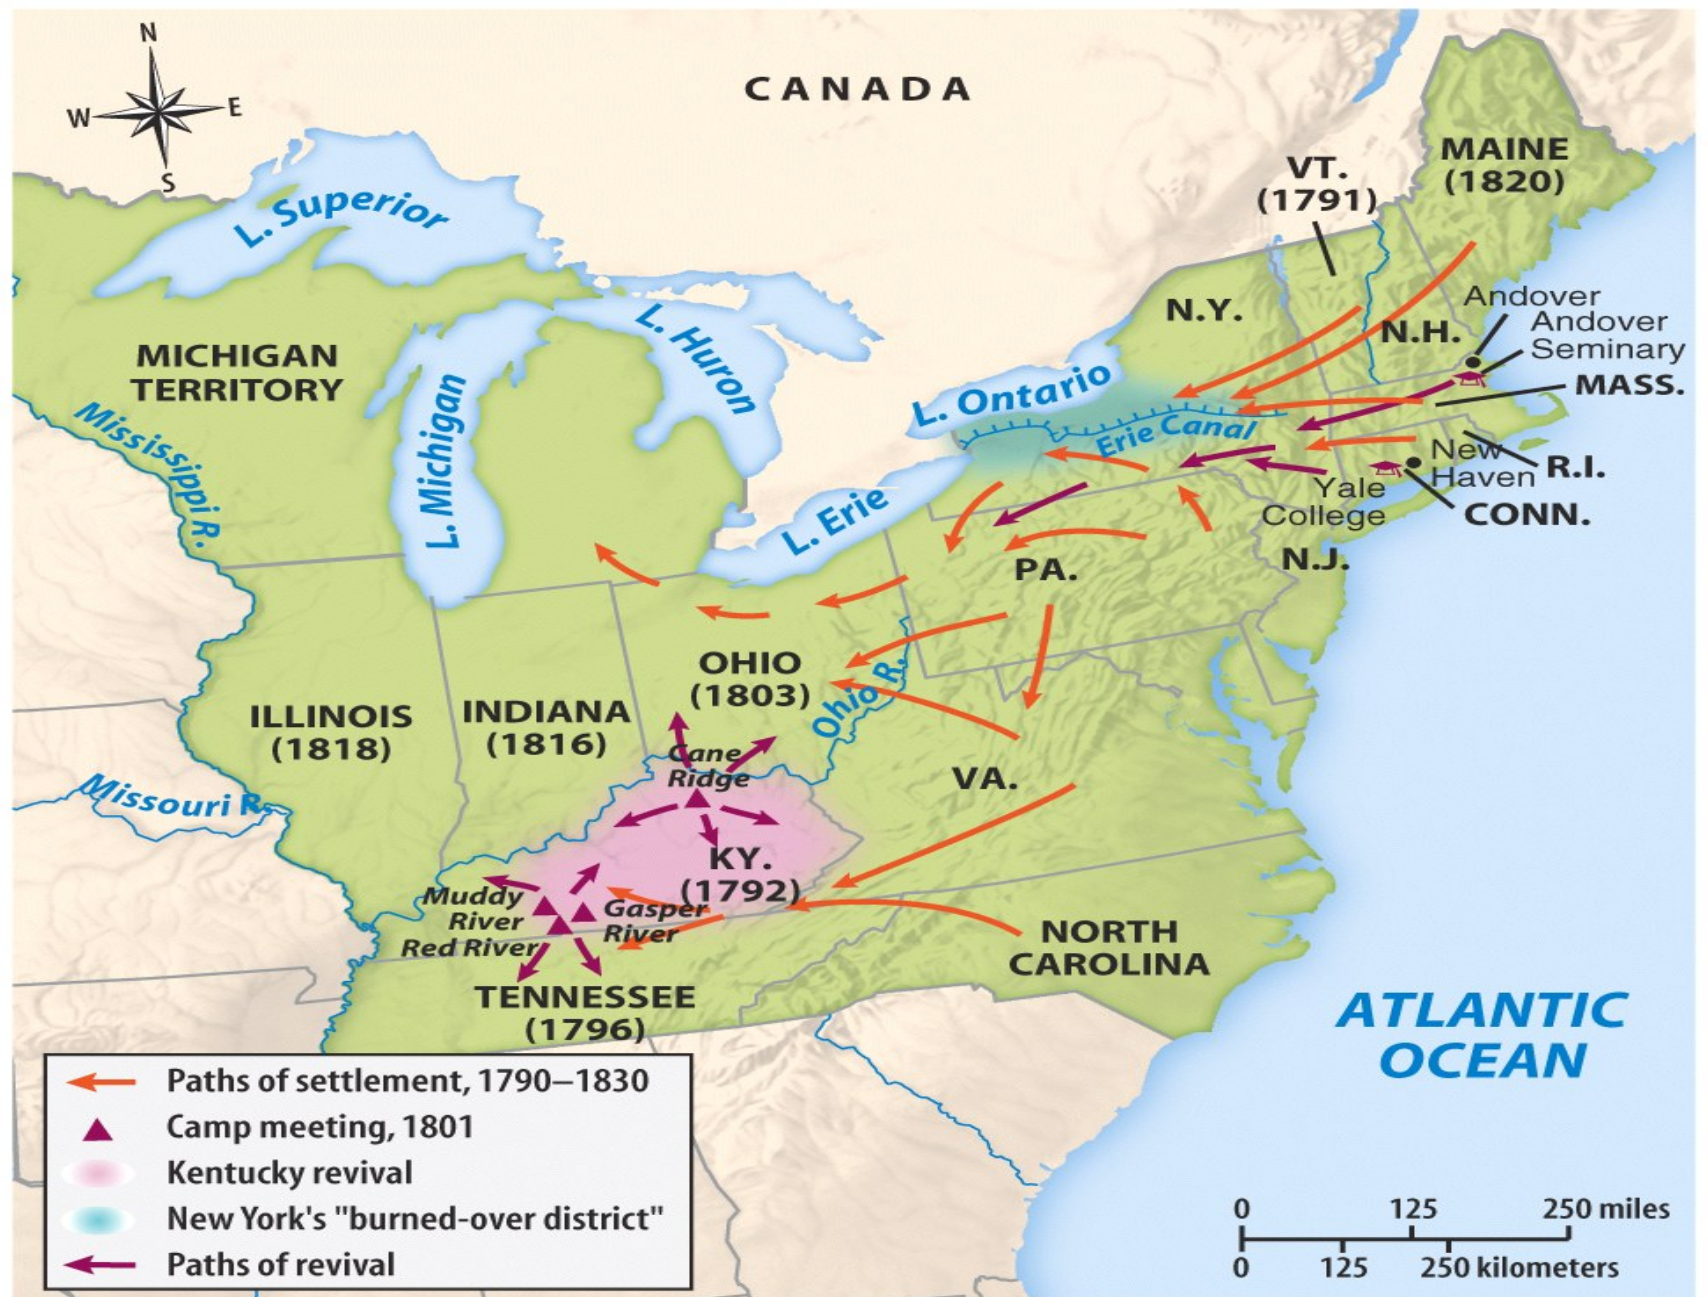 N
W
E
S
CANADA
L. Superior
L. Huron
L. Michigan
L. Ontario
L. Erie
MICHIGAN
TERRITORY
Mississippi R.
VT.
(1791)
MAINE
(1820)
N.Y.
N.H.
Andover
Andover
Seminary
MASS.
Erie Canal
New
Haven
R.I.
Yale
College
CONN.
N.J.
PA.
OHIO
(1803)
Ohio R.
ILLINOIS
(1818)
INDIANA
(1816)
Missouri R.
Cane
Ridge
VA.
KY.
(1792)
Muddy
River
Red River
Gasper
River
NORTH
CAROLINA
TENNESSEE
(1796)
ATLANTIC
OCEAN
Paths of settlement, 1790–1830
Camp meeting, 1801
Kentucky revival
New York's "burned-over district"
Paths of revival
0 125 250 miles
0 125 250 kilometers